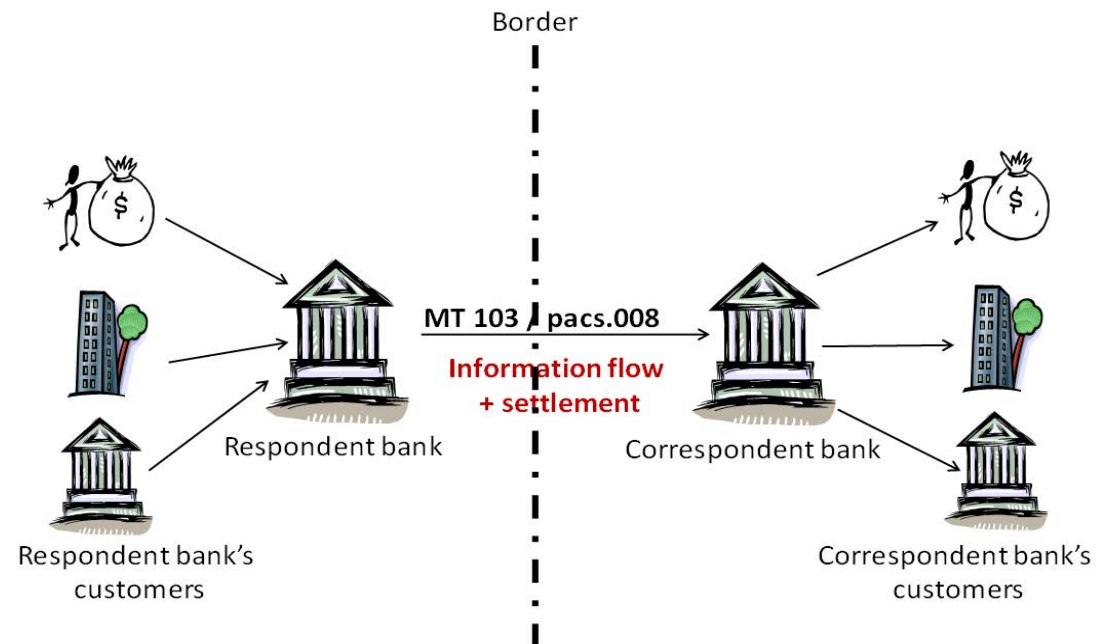 Border
$
$
MT 103 / pacs.008
Information flow
+ settlement
Respondent bank
Correspondent bank
Respondent bank’s
customers
Correspondent bank’s
customers